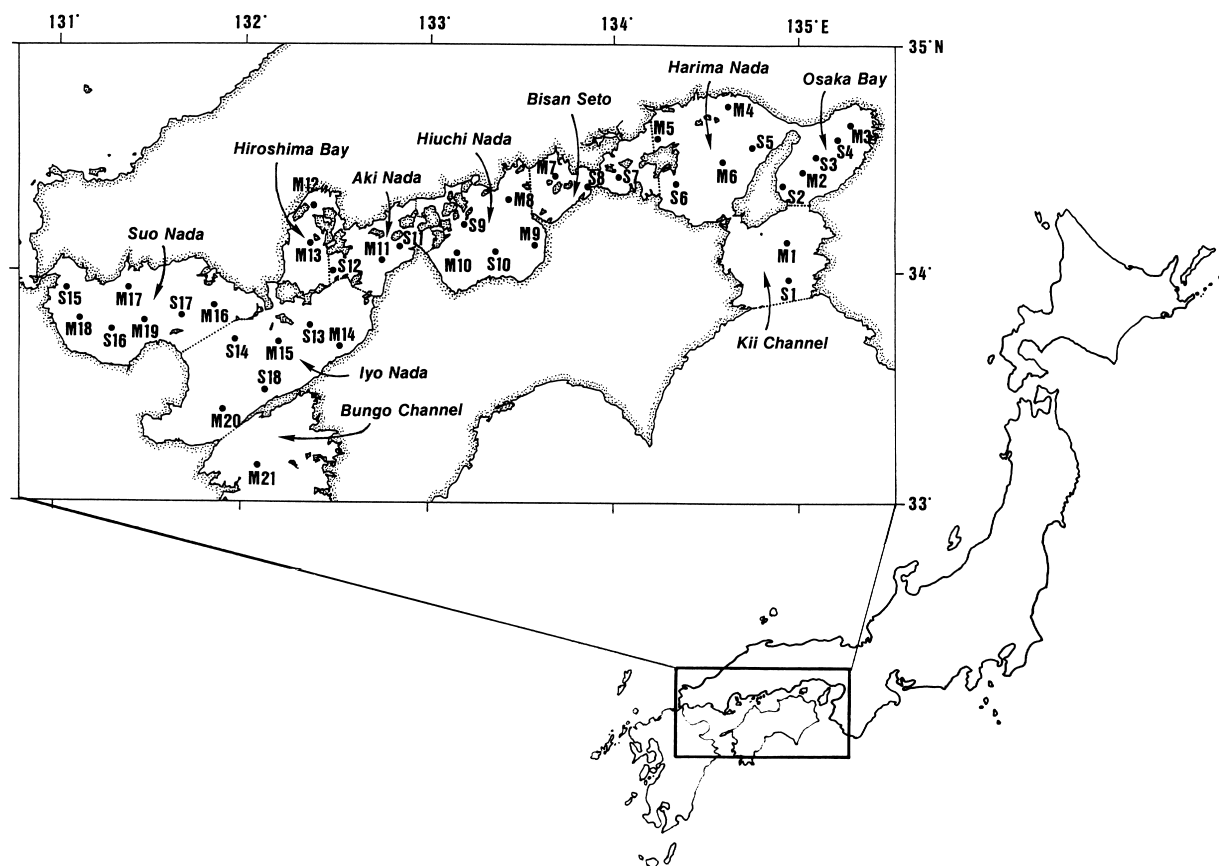 131° 132° 133° 134° 135°E
35°N
Harima Nada
Osaka Bay
Bisan Seto
M4
M5
M3
Hiuchi Nada
S5
S4
Hiroshima Bay
S3
M7
M6
M2
Aki Nada
S8 S7
M12
S6
S2
M8
Suo Nada
S9
M13
M11
S11
M9
M1
S12
M10
S10
34°
S15
M17
S17
M16
S1
M18
S16
M19
S13
M14
Kii Channel
S14
M15
Iyo Nada
S18
Bungo Channel
M20
M21
33°